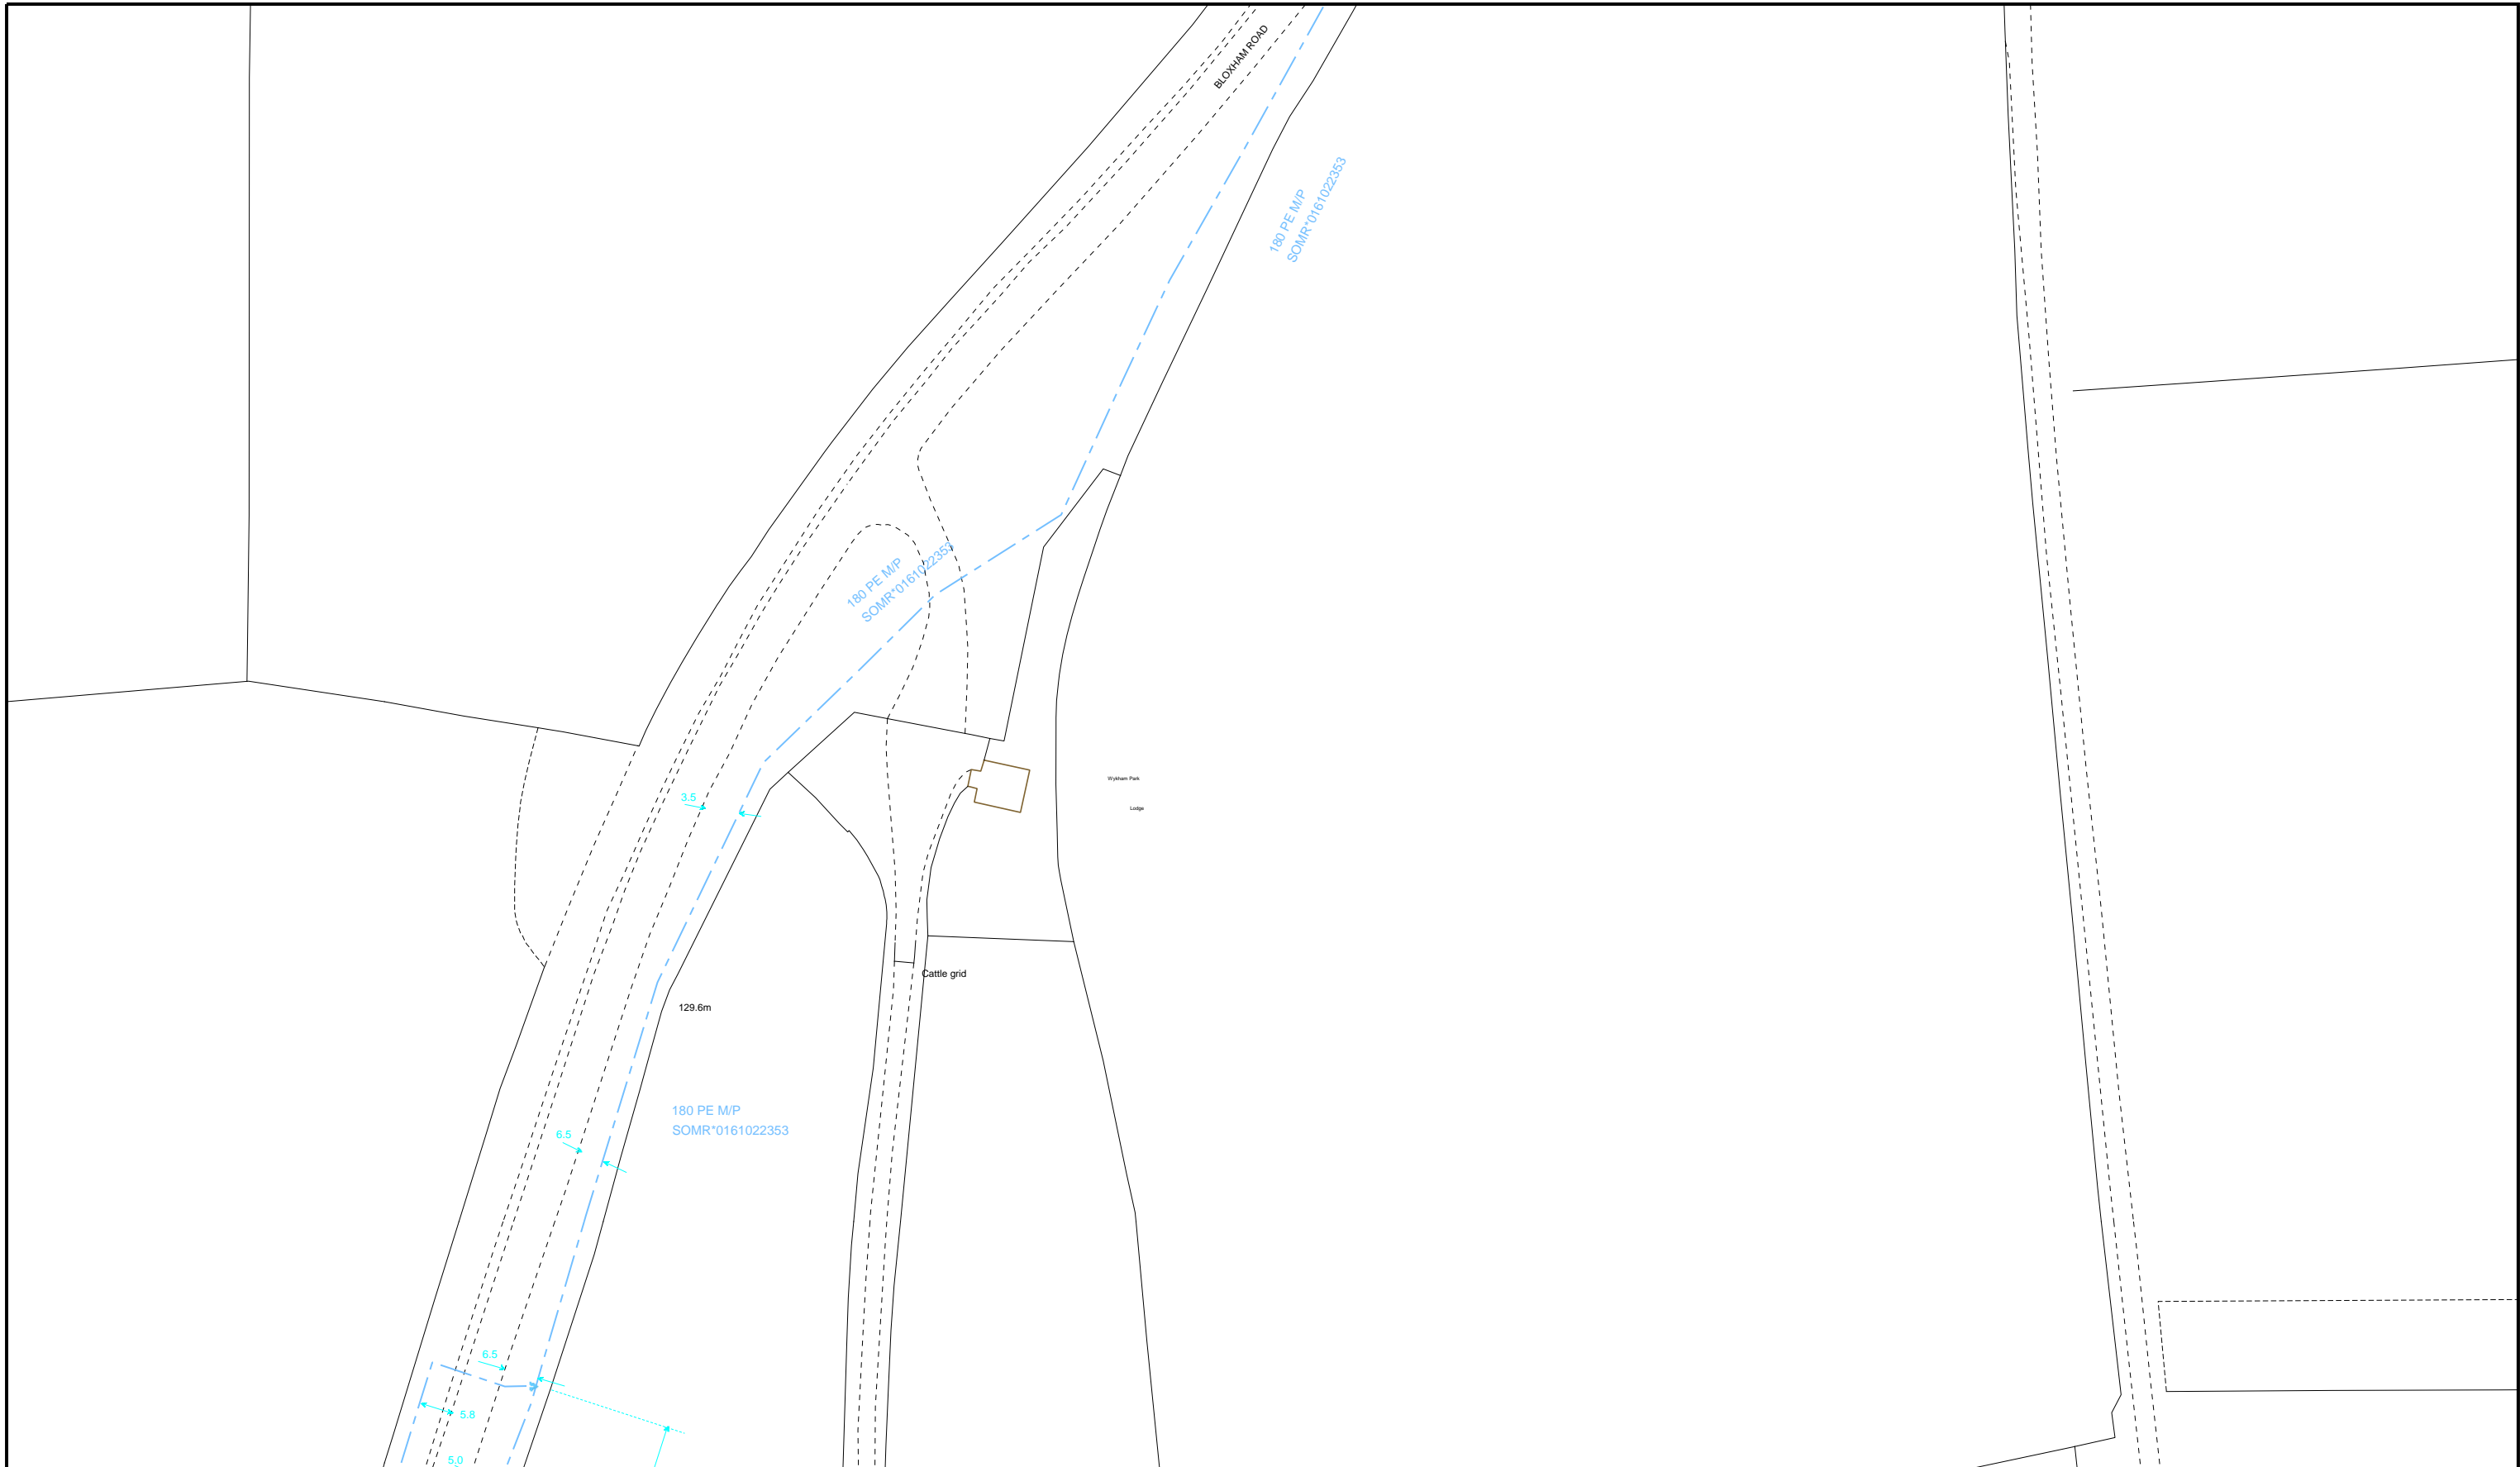 BLOXHAM ROAD
180 PE M/P
SOMR*0161022353
180 PE M/P
SOMR*0161022353
Wykham Park
3.5
Lodge
Cattle grid
129.6m
180 PE M/P
SOMR*0161022353
6.5
6.5
5.8
5.0